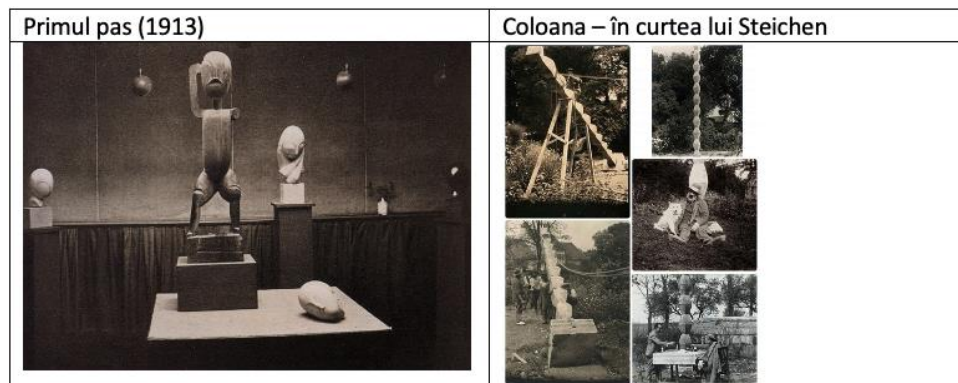 Primul pas (1913)
Coloana – în curtea lui Steichen